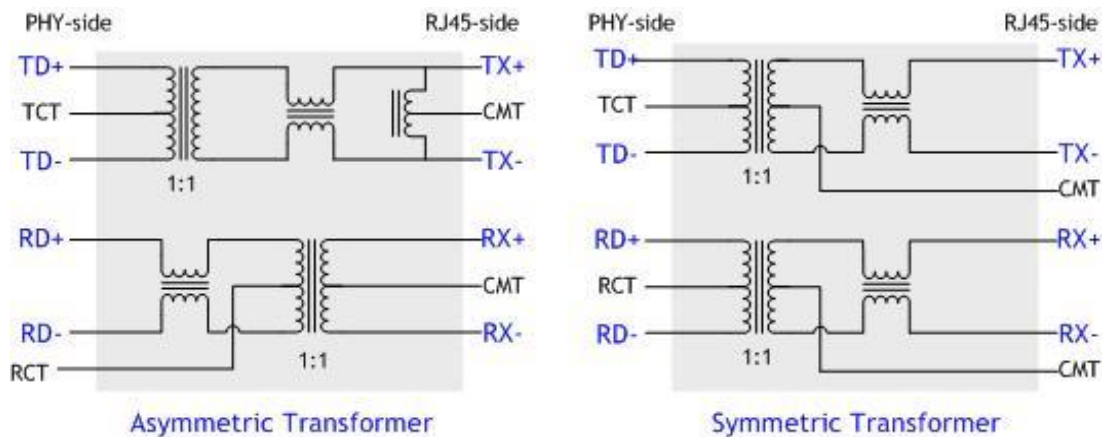 PHY-side RJ45-side PHY-side RJ45-side
TD+ TX+ TD+ TX+
TCT CMT TCT
TD- TX- TD- TX-
1:1 1:1 CMT
RD+ RX+ RD+ RX+
CMT RCT
RD- RX- RD- RX-
RCT 1:1 1:1 CMT
Asymmetric Transformer Symmetric Transformer